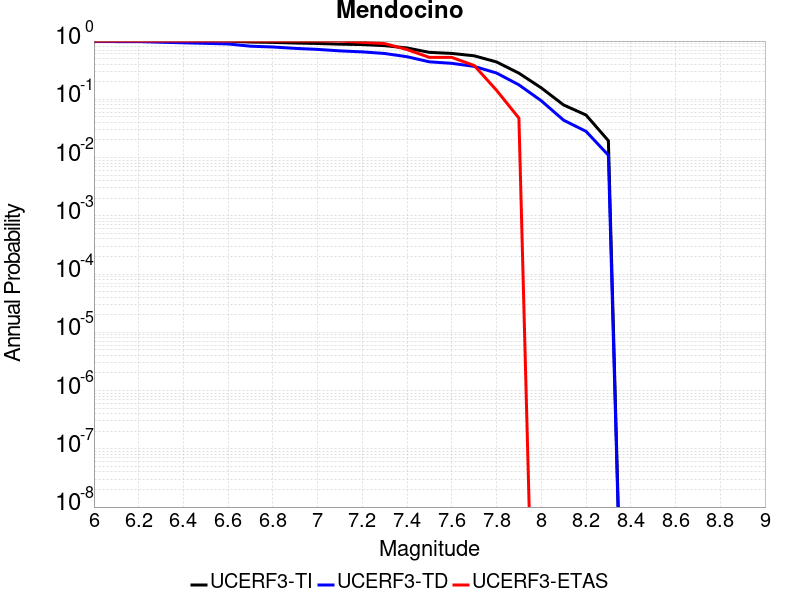 Mendocino
10^0
10^-1
10^-2
10^-3
10^-4
10^-5
10^-6
10^-7
10^-8
Annual Probability
6 6.2 6.4 6.6 6.8 7 7.2 7.4 7.6 7.8 8 8.2 8.4 8.6 8.8 9
Magnitude
UCERF3-TI UCERF3-TD UCERF3-ETAS